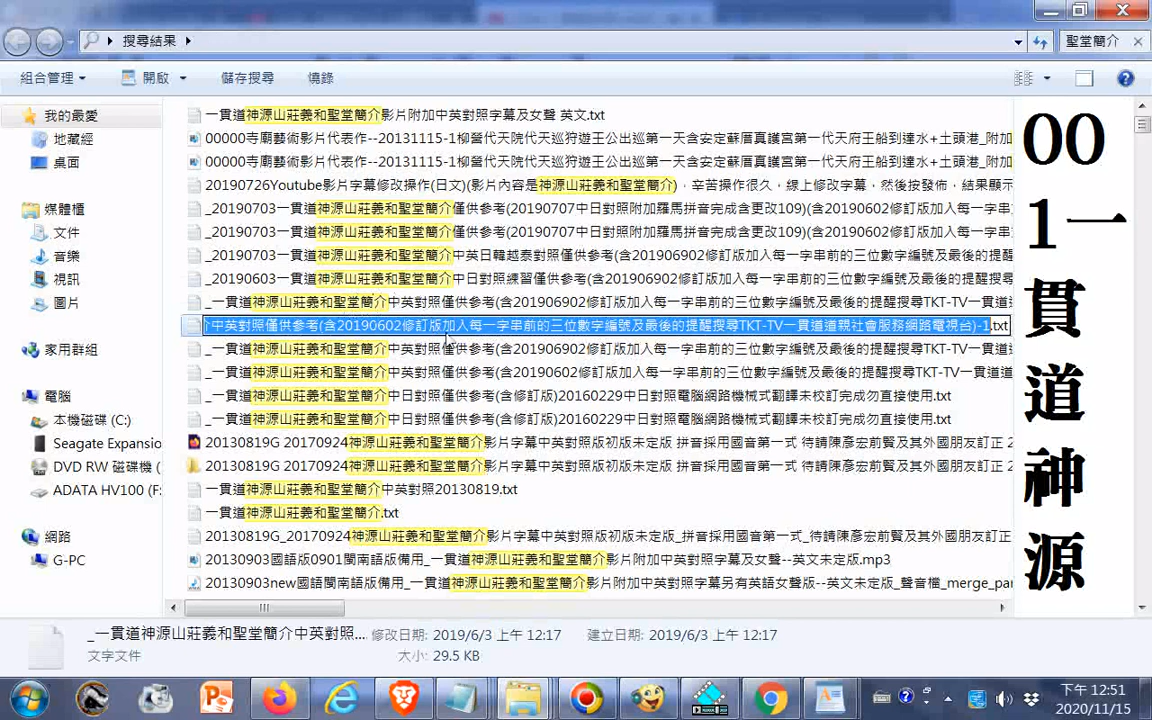 搜尋結果
聖堂簡介
組合管理
開啟
儲存搜尋
燒錄
我的最愛
地藏經
桌面
媒體櫃
文件
音樂
視訊
圖片
家用群組
電腦
本機磁碟 (C:)
Seagate Expansio
DVD RW 磁碟機 (
ADATA HV100 (F:
網路
G-PC
一貫道神源山莊義和聖堂簡介影片附加中英對照字幕及女聲 英文.txt
00000寺廟藝術影片代表作--20131115-1柳營代天院代天巡狩遊王公出巡第一天含安定蘇厝真護宮第一代天府王船到達水+土頭港_附加
00000寺廟藝術影片代表作--20131115-1柳營代天院代天巡狩遊王公出巡第一天含安定蘇厝真護宮第一代天府王船到達水+土頭港_附加
20190726Youtube影片字幕修改操作(日文)(影片內容是神源山莊義和聖堂簡介)，辛苦操作很久，線上修改字幕，然後按發佈，結果顯示
_20190703一貫道神源山莊義和聖堂簡介僅供參考(20190707中日對照附加羅馬拼音完成含更改109)(含20190602修訂版加入每一字串
_20190703一貫道神源山莊義和聖堂簡介僅供參考(20190707中日對照附加羅馬拼音完成含更改109)(含20190602修訂版加入每一字串
_20190603一貫道神源山莊義和聖堂簡介中英日韓越泰對照僅供參考(含201906902修訂版加入每一字串前的三位數字編號及最後
_20190603一貫道神源山莊義和聖堂簡介中日對照練習僅供參考(含201906902修訂版加入每一字串前的三位數字編號及最後的提醒搜
_一貫道神源山莊義和聖堂簡介中英對照僅供參考(含201906902修訂版加入每一字串前的三位數字編號及最後的提醒搜尋TKT-TV一貫道
中英對照僅供參考(含20190602修訂版加入每一字串前的三位數字編號及最後的提醒搜尋TKT-TV一貫道道親社會服務網路電視台)-1.txt
_一貫道神源山莊義和聖堂簡介中英對照僅供參考(含201906902修訂版加入每一字串前的三位數字編號及最後的提醒搜尋TKT-TV一貫道
_一貫道神源山莊義和聖堂簡介中英對照僅供參考(含201906902修訂版加入每一字串前的三位數字編號及最後的提醒搜尋TKT-TV一貫道
_一貫道神源山莊義和聖堂簡介中日對照僅供參考(含修訂版)20160229中日對照電腦網路機械式翻譯未校訂完成勿直接使用.txt
_一貫道神源山莊義和聖堂簡介中日對照僅供參考(含修訂版)20160229中日對照電腦網路機械式翻譯未校訂完成勿直接使用.txt
20130819G 20170924神源山莊義和聖堂簡介影片字幕中英對照版初版未定版 拼音採用國音第一式 待請陳彥宏前賢及其外國朋友訂正 2
20130819G 20170924神源山莊義和聖堂簡介影片字幕中英對照版初版未定版 拼音採用國音第一式 待請陳彥宏前賢及其外國朋友訂正 2
一貫道神源山莊義和聖堂簡介中英對照20130819.txt
一貫道神源山莊義和聖堂簡介.txt
20130819G_20170924神源山莊義和聖堂簡介影片字幕中英對照版初版未定版_拼音採用國音第一式_待請陳彥宏前賢及其外國朋友訂正
20130903國語版0901閩南語版備用_一貫道神源山莊義和聖堂簡介影片附加中英對照字幕及女聲--英文未定版.mp3
20130903new國語版閩南語版備用_一貫道神源山莊義和聖堂簡介影片附加中英對照字幕另有英語女聲版--英文未定版_聲音檔_merge_par
00
1一
貫
道
神
源
_一貫道神源山莊義和聖堂簡介中英對照... 修改日期: 2019/6/3 上午 12:17 建立日期: 2019/6/3 上午 12:17
文字文件 大小: 29.5 KB
下午 12:51
2020/11/15